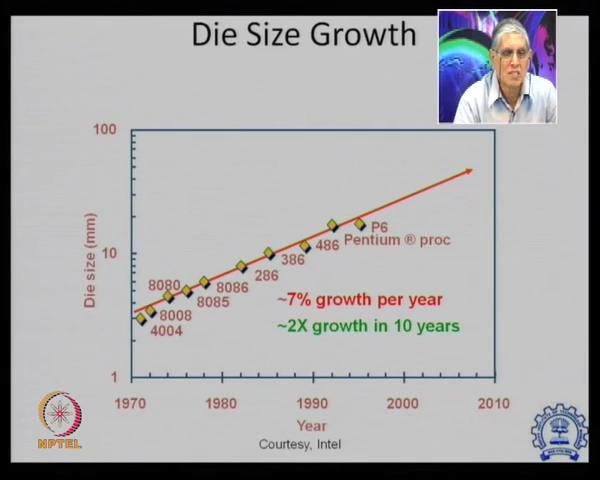 Die Size Growth
100
10
1
Die size (mm)
4004
8008
8080
8085
8086
286
386
486
Pentium ® proc
P6
~7% growth per year
~2X growth in 10 years
1970
1980
1990
2000
2010
Year
Courtesy, Intel
NPTEL